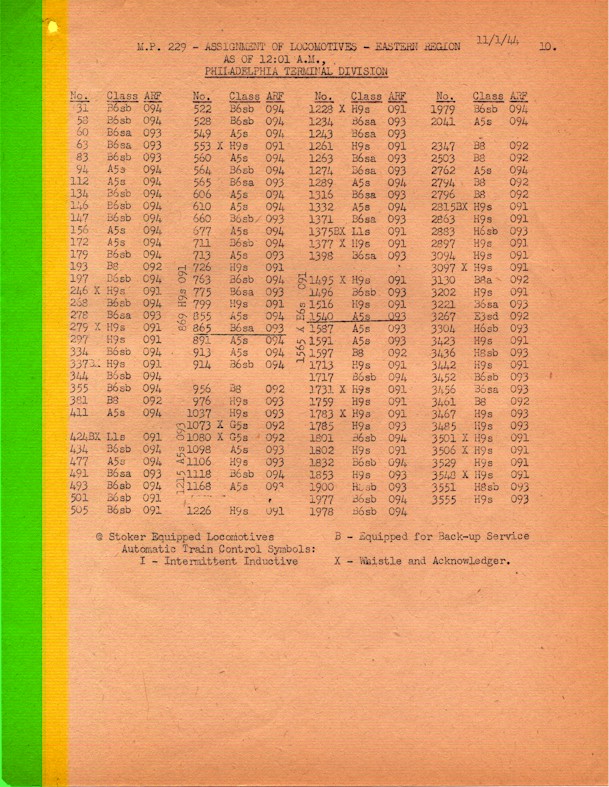 11/1/44
M.P. 229 - ASSIGNMENT OF LOCOMOTIVES - EASTERN REGION 10.
AS OF 12:01 A.M.,
PHILADELPHIA TERMINAL DIVISION
No. Class ARF No. Class ARF No. Class ARF No. Class ARF
31 B6sb 094 522 B6sb 094 1228 X H9s 091 1979 B6sb 094
58 B6sb 094 528 B6sb 094 1234 B6sa 093 2041 A5s 094
60 B6sa 093 549 A5s 094 1243 B6sa 093
63 B6sa 093 553 X H9s 091 1261 H9s 091 2347 B8 092
83 B6sb 093 560 A5s 094 1263 B6sa 093 2503 B8 092
94 A5s 094 564 B6sb 094 1274 B6sa 093 2762 A5s 094
112 A5s 094 565 B6sa 093 1289 A5s 094 2794 B8 092
134 B6sb 094 606 A5s 094 1316 B6sa 093 2796 B8 092
146 B6sb 094 610 A5s 094 1332 A5s 094 2815BX H9s 091
147 B6sb 094 660 B6sb 093 1371 B6sa 093 2863 H9s 091
156 A5s 094 677 A5s 094 1375BX L1s 091 2883 H6sb 093
172 A5s 094 711 B6sb 094 1377 X H9s 091 2897 H9s 091
179 B6sb 094 713 A5s 093 1398 B6sa 093 3094 H9s 091
193 B8 092 726 H9s 091 3097 X H9s 091
197 B6sb 094 763 B6sb 094 1495 X H9s 091 3130 B8a 092
246 X H9s 091 775 B6sa 093 1496 B6sb 093 3202 H9s 091
268 B6sb 094 799 H9s 091 1516 H9s 093 3221 B6sa 093
278 B6sa 093 855 A5s 094 1540 A5s 093 3267 E3sd 092
279 X H9s 091 865 B6sa 093 1587 A5s 093 3304 H6sb 093
297 H9s 091 891 A5s 094 1591 A5s 093 3423 H9s 091
334 B6sb 094 913 A5s 094 1597 B8 092 3436 H8sb 093
H9s 091 914 B6sb 094 1713 H9s 091 3442 H9s 091
344 B6sb 094 1717 B6sb 094 3452 B6sb 093
355 B6sb 094 956 B8 092 1731 X H9s 091 3456 B6sa 093
381 B8 092 976 H9s 093 1759 H9s 091 3461 B8 092
411 A5s 094 1037 H9s 093 1783 X H9s 091 3467 H9s 093
1073 X G5s 092 1785 H9s 093 3485 H9s 093
424BX L1s 091 1080 X G5s 092 1801 B6sb 094 3501 X H9s 091
434 B6sb 094 1098 A5s 093 1802 H9s 091 3506 X H9s 091
477 A5s 094 1106 H9s 093 1832 B6sb 094 3529 H9s 091
491 B6sa 093 1118 B6sb 094 1853 H9s 093 3548 X H9s 091
493 B6sb 094 1168 A5s 093 1900 093 3551 H8sb 093
501 B6sb 091 1977 B6sb 094 3555 H9s 093
505 B6sb 091 1226 H9s 091 1978 B6sb 094
869 H9s 091
1215 A5s 093
1565 X B6s 091
@ Stoker Equipped Locomotives B - Equipped for Back-up Service
Automatic Train Control Symbols:
I - Intermittent Inductive X - Whistle and Acknowledger.